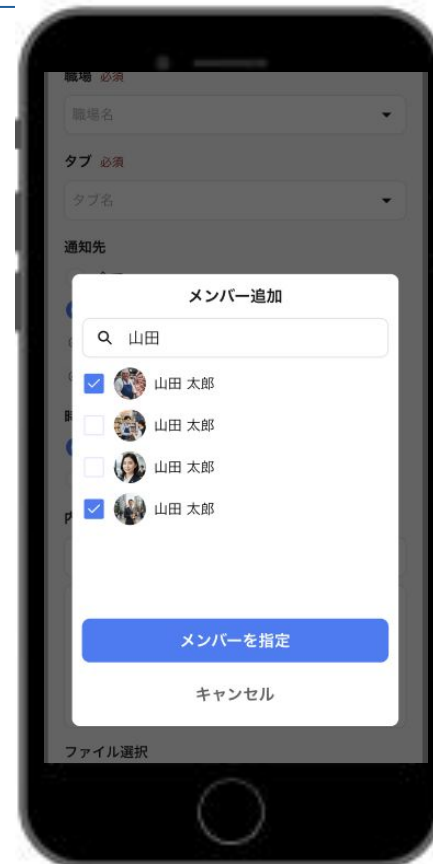 職場 必須
職場名
タブ 必須
タブ名
通知先
メンバー追加
山田
山田 太郎
山田 太郎
山田 太郎
山田 太郎
メンバーを指定
キャンセル
ファイル選択